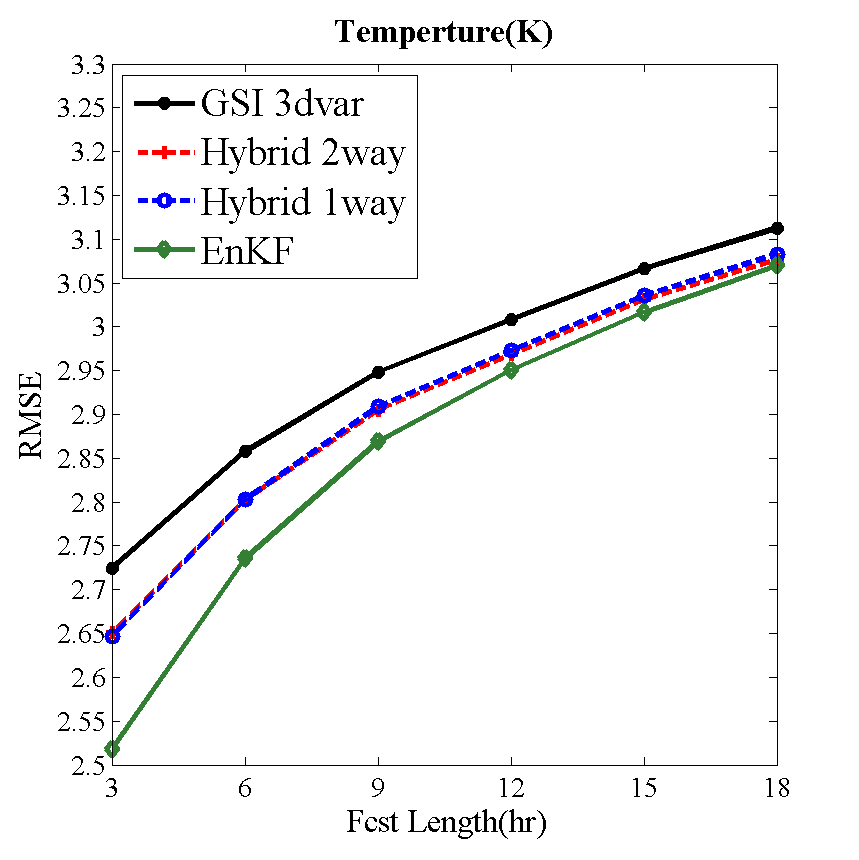 Temperture(K)
3.3
3.25
3.2
3.15
3.1
3.05
3
2.95
2.9
2.85
2.8
2.75
2.7
2.65
2.6
2.55
2.5
RMSE
GSI 3dvar
Hybrid 2way
Hybrid 1way
EnKF
3 6 9 12 15 18
Fcst Length(hr)